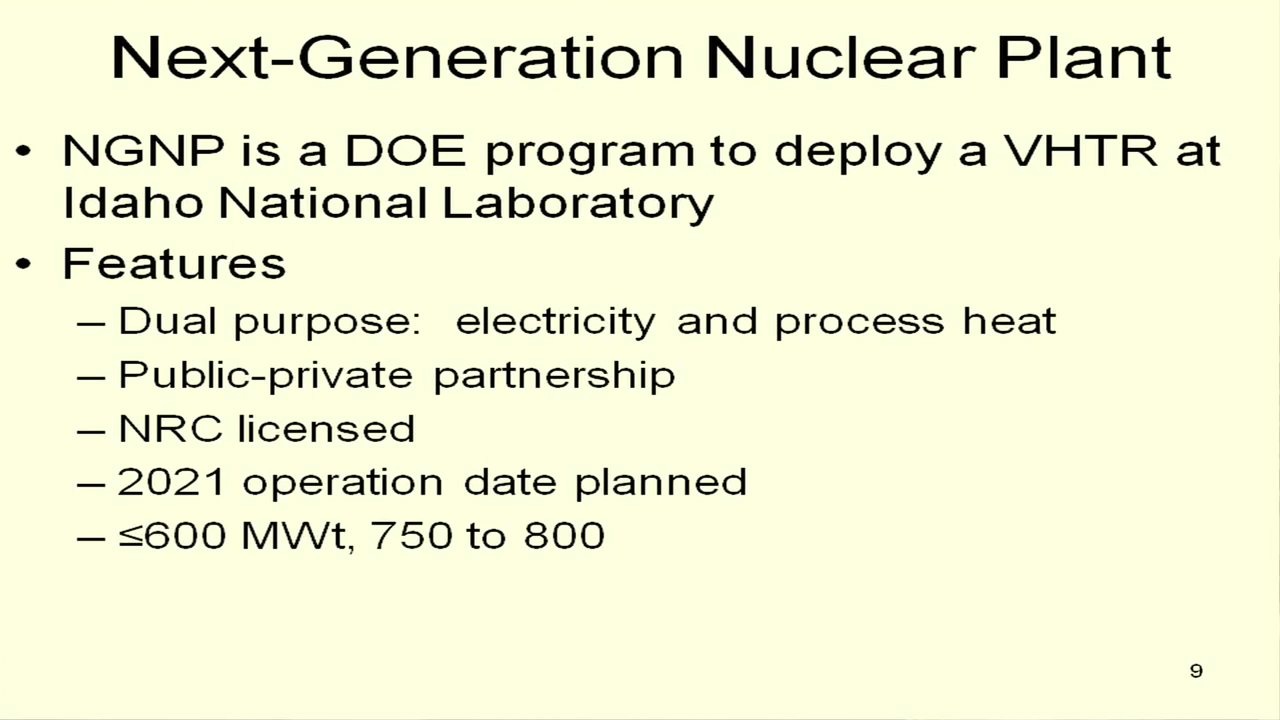 Next-Generation Nuclear Plant
• NGNP is a DOE program to deploy a VHTR at
Idaho National Laboratory
• Features
– Dual purpose: electricity and process heat
– Public-private partnership
– NRC licensed
– 2021 operation date planned
– ≤600 MWt, 750 to 800
9